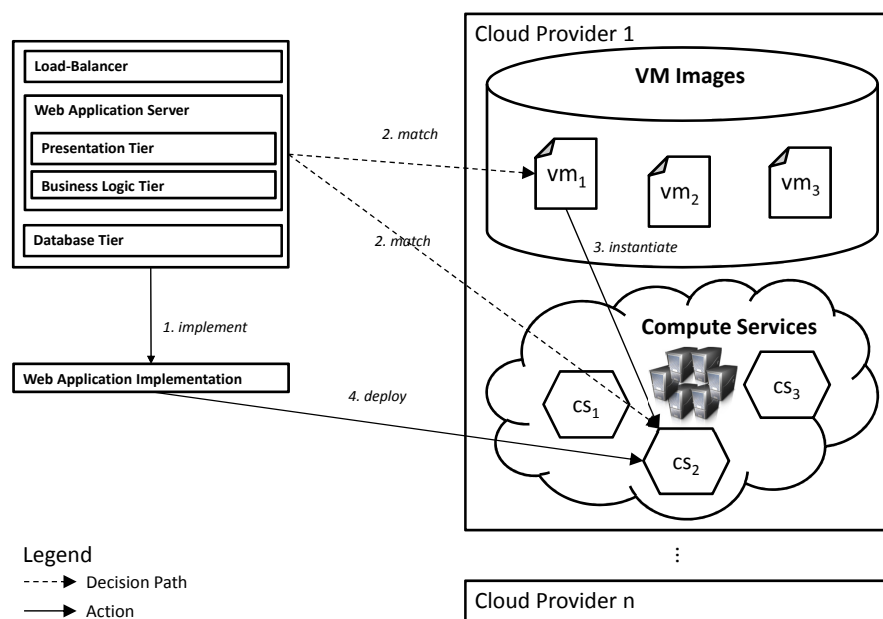 Load-Balancer
Web Application Server
Presentation Tier
Business Logic Tier
Database Tier
1. implement
Web Application Implementation
2. match
2. match
4. deploy
Cloud Provider 1
VM Images
vm1
vm2
vm3
3. instantiate
Compute Services
cs1
cs2
cs3
⋮
Cloud Provider n
Legend
Decision Path
Action